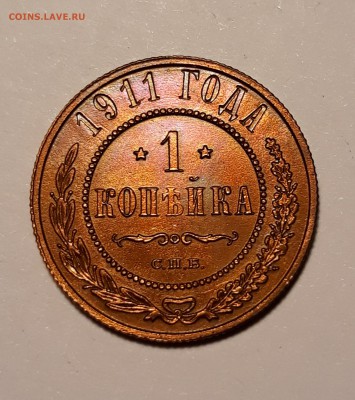 COINS.LAVE.RU
1911 ГОДА
* 1 *
КОПѢЙКА
С.П.Б.